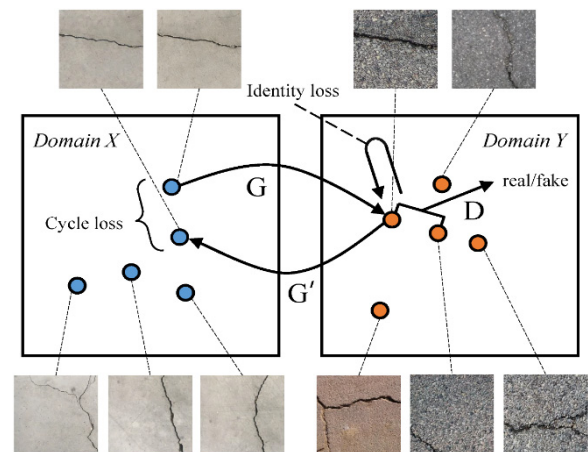 Identity loss
Domain X
Domain Y
G
real/fake
D
Cycle loss
G'